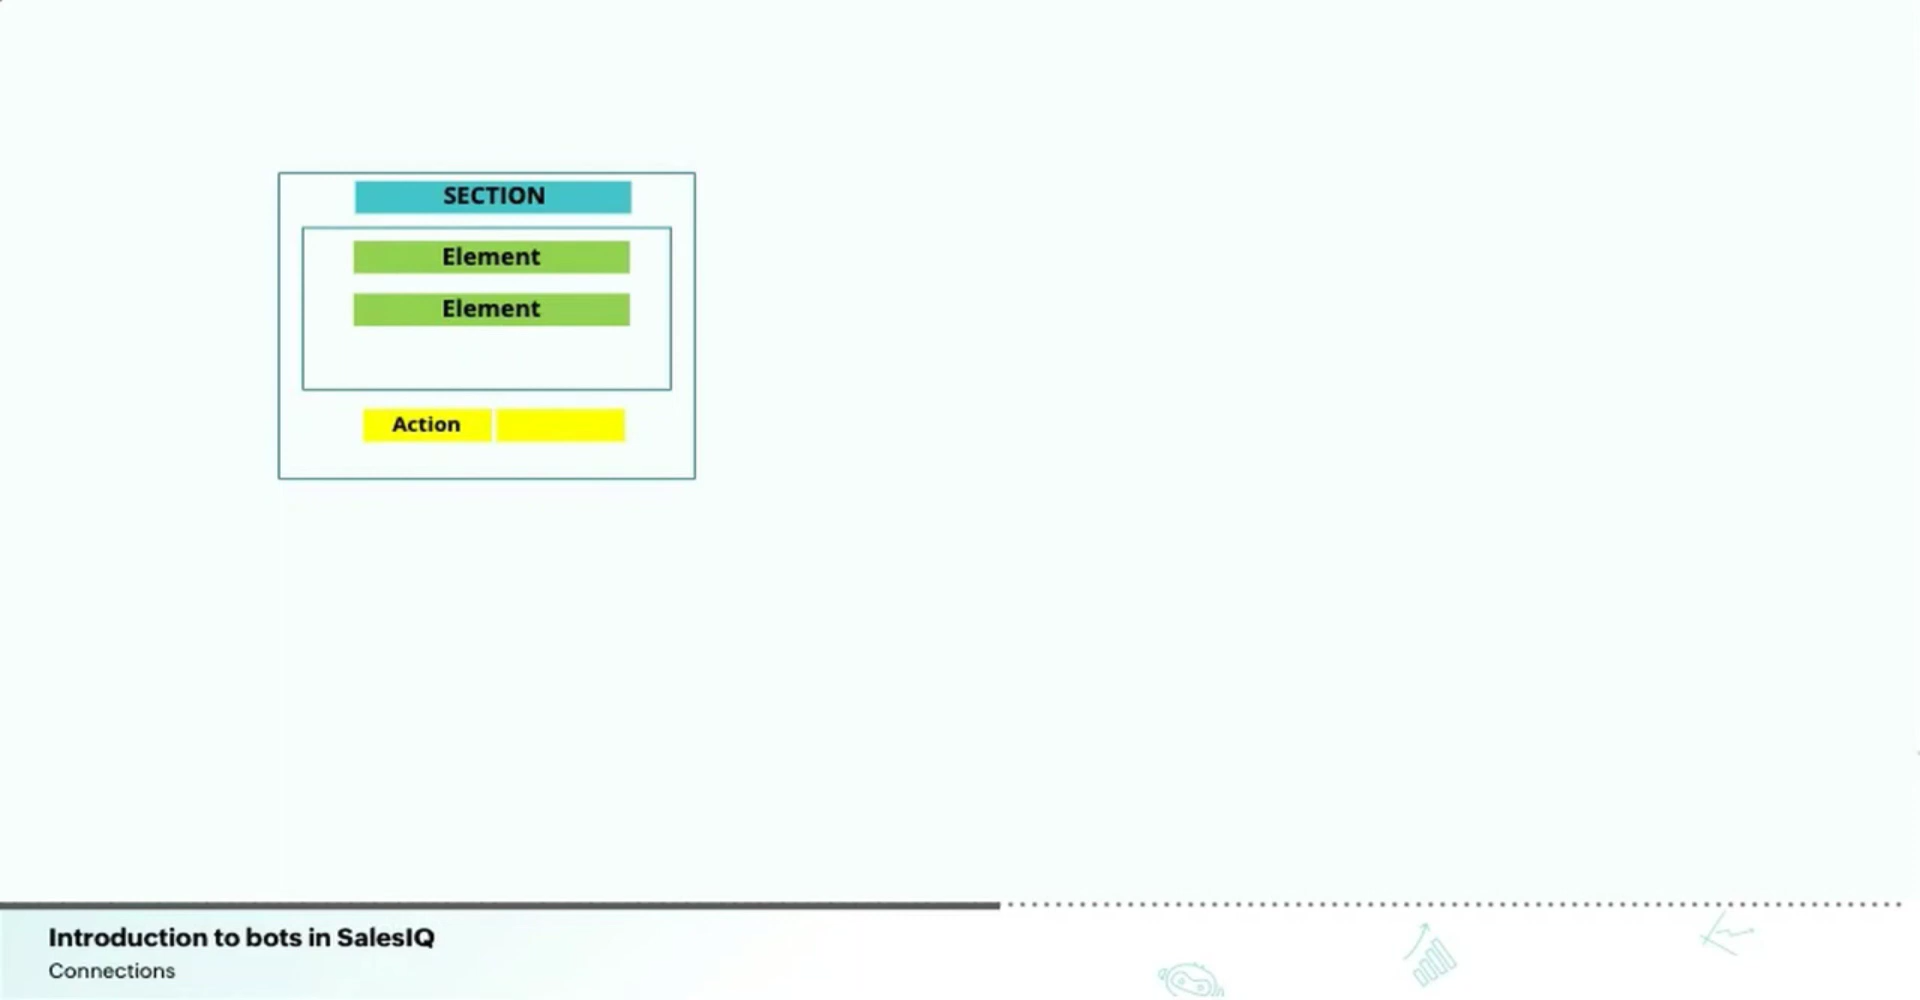 SECTION
Element
Element
Action
Introduction to bots in SalesIQ
Connections